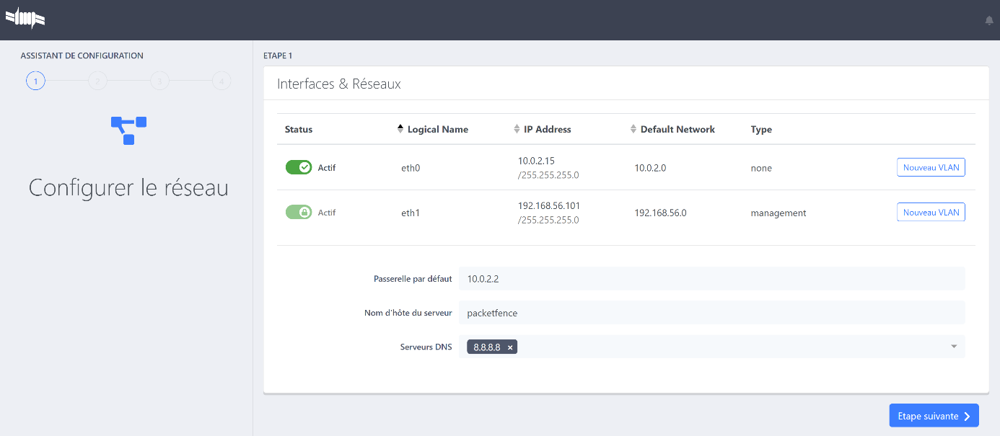 ASSISTANT DE CONFIGURATION
1 2 3 4
Configurer le réseau
ETAPE 1
Interfaces & Réseaux
Status Logical Name IP Address Default Network Type
Actif eth0 10.0.2.15 10.0.2.0 none Nouveau VLAN
/255.255.255.0
Actif eth1 192.168.56.101 192.168.56.0 management Nouveau VLAN
/255.255.255.0
Passerelle par défaut 10.0.2.2
Nom d'hôte du serveur packetfence
Serveurs DNS 8.8.8.8 ×
Etape suivante